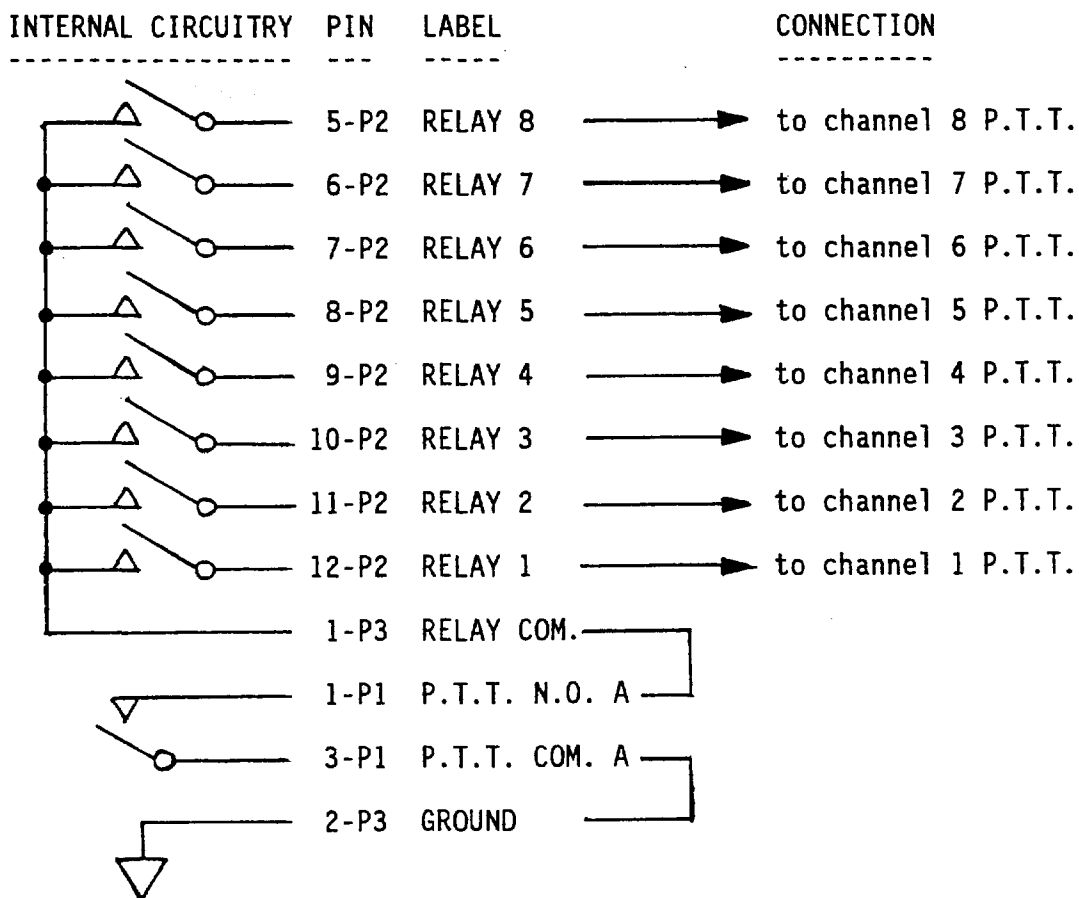 INTERNAL CIRCUITRY PIN LABEL CONNECTION
5-P2 RELAY 8 to channel 8 P.T.T.
6-P2 RELAY 7 to channel 7 P.T.T.
7-P2 RELAY 6 to channel 6 P.T.T.
8-P2 RELAY 5 to channel 5 P.T.T.
9-P2 RELAY 4 to channel 4 P.T.T.
10-P2 RELAY 3 to channel 3 P.T.T.
11-P2 RELAY 2 to channel 2 P.T.T.
12-P2 RELAY 1 to channel 1 P.T.T.
1-P3 RELAY COM.
1-P1 P.T.T. N.O. A
3-P1 P.T.T. COM. A
2-P3 GROUND